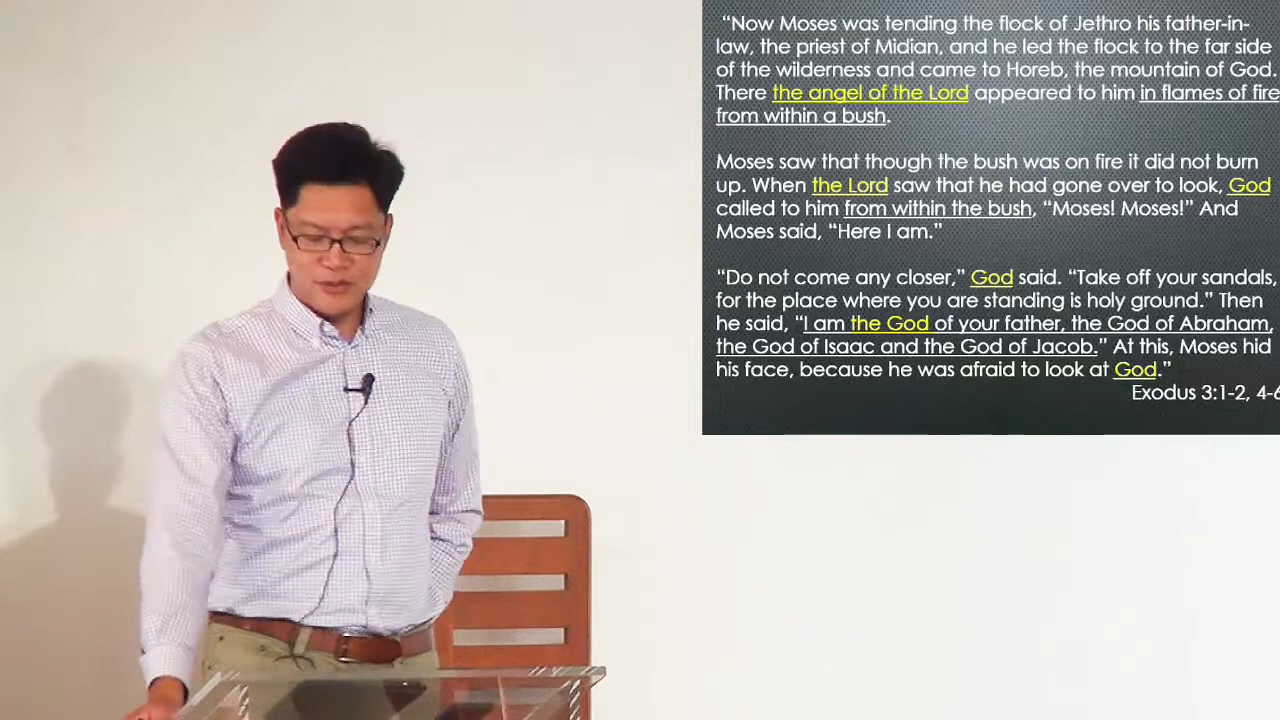 “Now Moses was tending the flock of Jethro his father-in-
law, the priest of Midian, and he led the flock to the far side
of the wilderness and came to Horeb, the mountain of God.
There the angel of the Lord appeared to him in flames of fire
from within a bush.
Moses saw that though the bush was on fire it did not burn
up. When the Lord saw that he had gone over to look, God
called to him from within the bush, “Moses! Moses!” And
Moses said, “Here I am.”
“Do not come any closer,” God said. “Take off your sandals,
for the place where you are standing is holy ground.” Then
he said, “I am the God of your father, the God of Abraham,
the God of Isaac and the God of Jacob.” At this, Moses hid
his face, because he was afraid to look at God.”
Exodus 3:1-2, 4-6